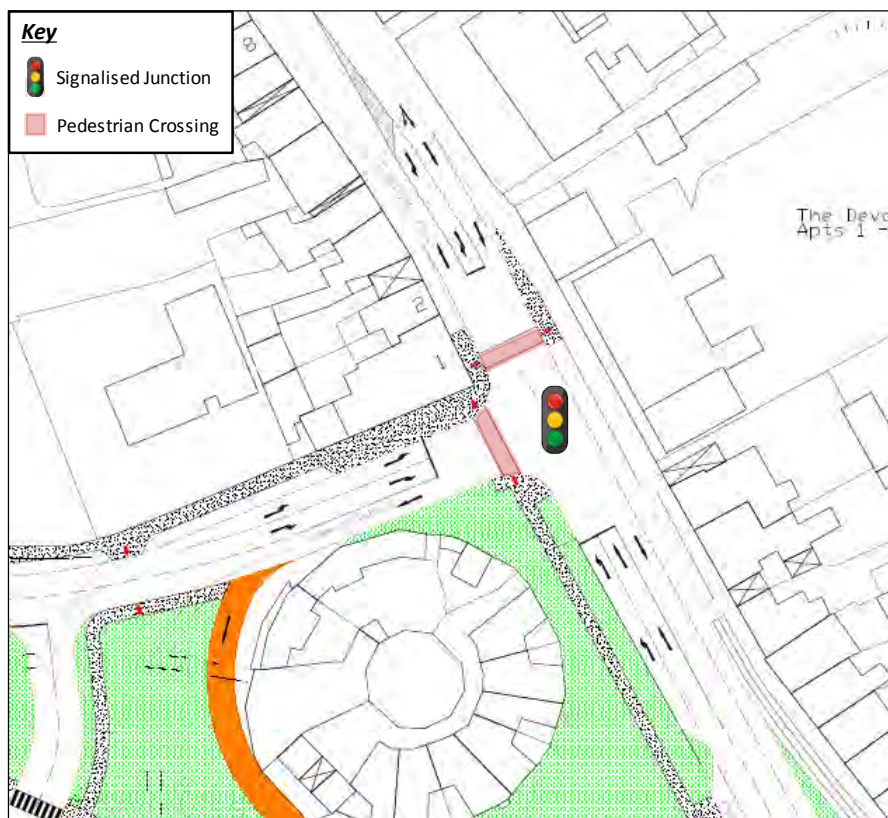 Key
Signalised Junction
Pedestrian Crossing
8
The Devo
Apts 1 -
2
1